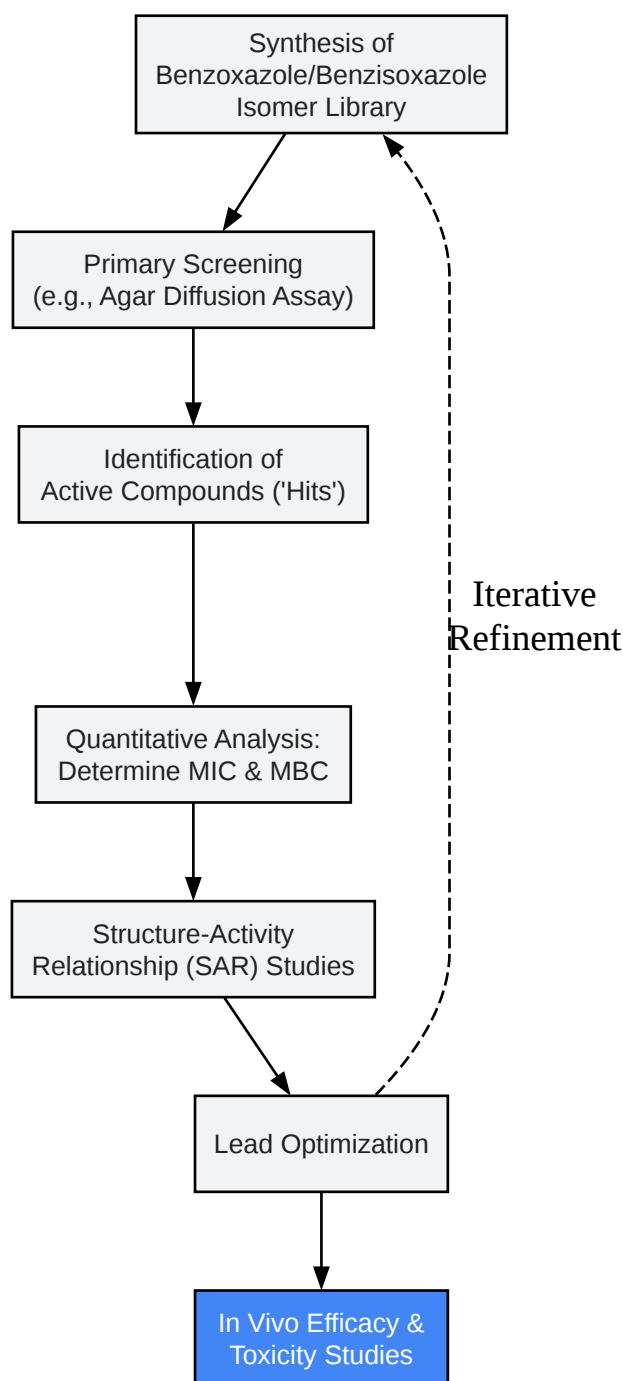 Synthesis of
Benzoxazole/Benzisoxazole
Isomer Library
Primary Screening
(e.g., Agar Diffusion Assay)
Identification of
Active Compounds ('Hits')
Iterative
Refinement
Quantitative Analysis:
Determine MIC & MBC
Structure-Activity
Relationship (SAR) Studies
Lead Optimization
In Vivo Efficacy &
Toxicity Studies